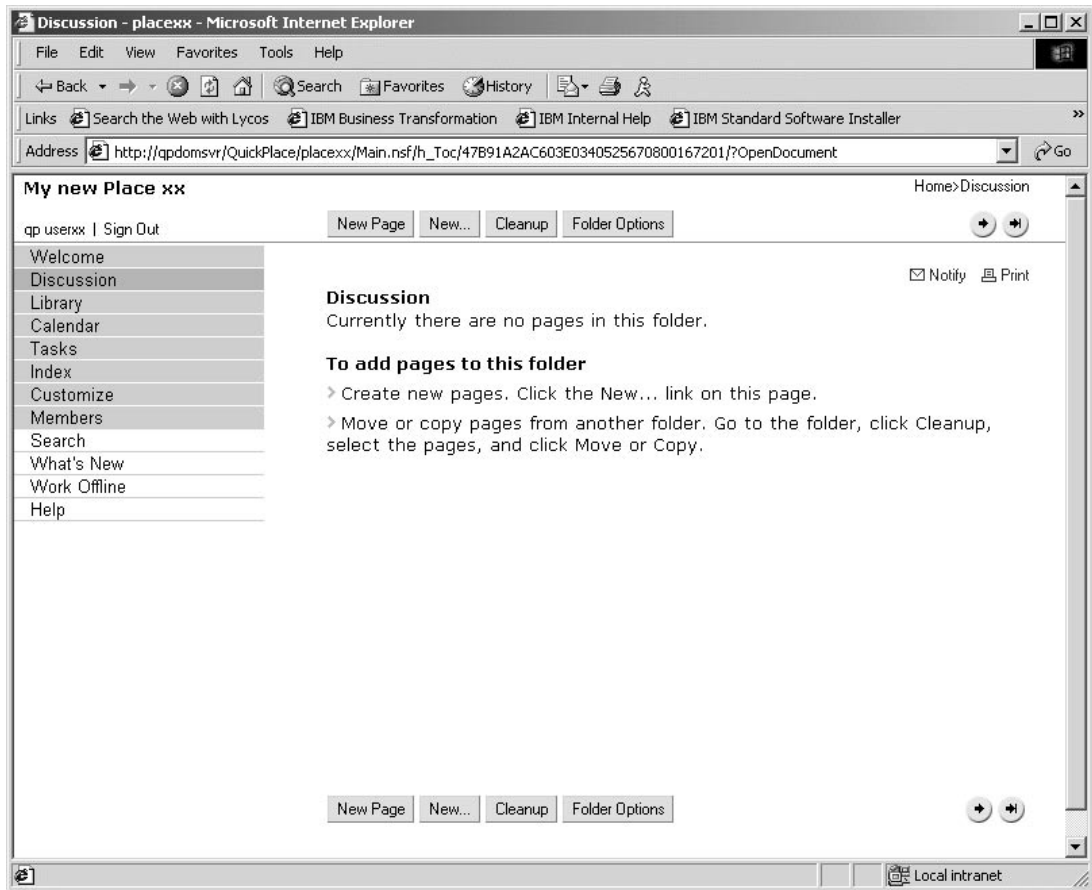 Discussion - placexx - Microsoft Internet Explorer
File Edit View Favorites Tools Help
Back Search Favorites History
Links Search the Web with Lycos IBM Business Transformation IBM Internal Help IBM Standard Software Installer »
Address http://qpdomsvr/QuickPlace/placexx/Main.nsf/h_Toc/47B91A2AC603E0340525670800167201/?OpenDocument Go
My new Place xx Home>Discussion
qp userxx | Sign Out New Page New... Cleanup Folder Options
Welcome
Discussion
Library
Calendar
Tasks
Index
Customize
Members
Search
What's New
Work Offline
Help
Notify Print
Discussion
Currently there are no pages in this folder.
To add pages to this folder
> Create new pages. Click the New... link on this page.
> Move or copy pages from another folder. Go to the folder, click Cleanup,
select the pages, and click Move or Copy.
New Page New... Cleanup Folder Options
Local intranet